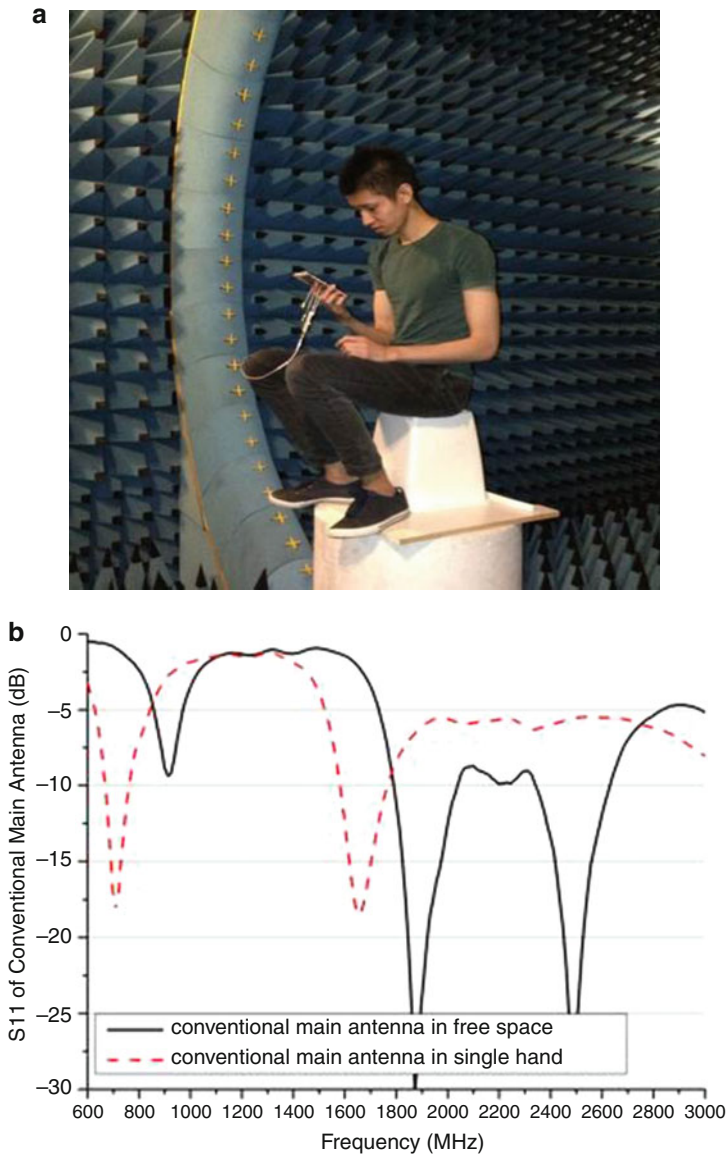 a
b
S11 of Conventional Main Antenna (dB)
0
–5
–10
–15
–20
–25
–30
conventional main antenna in free space
conventional main antenna in single hand
600 800 1000 1200 1400 1600 1800 2000 2200 2400 2600 2800 3000
Frequency (MHz)